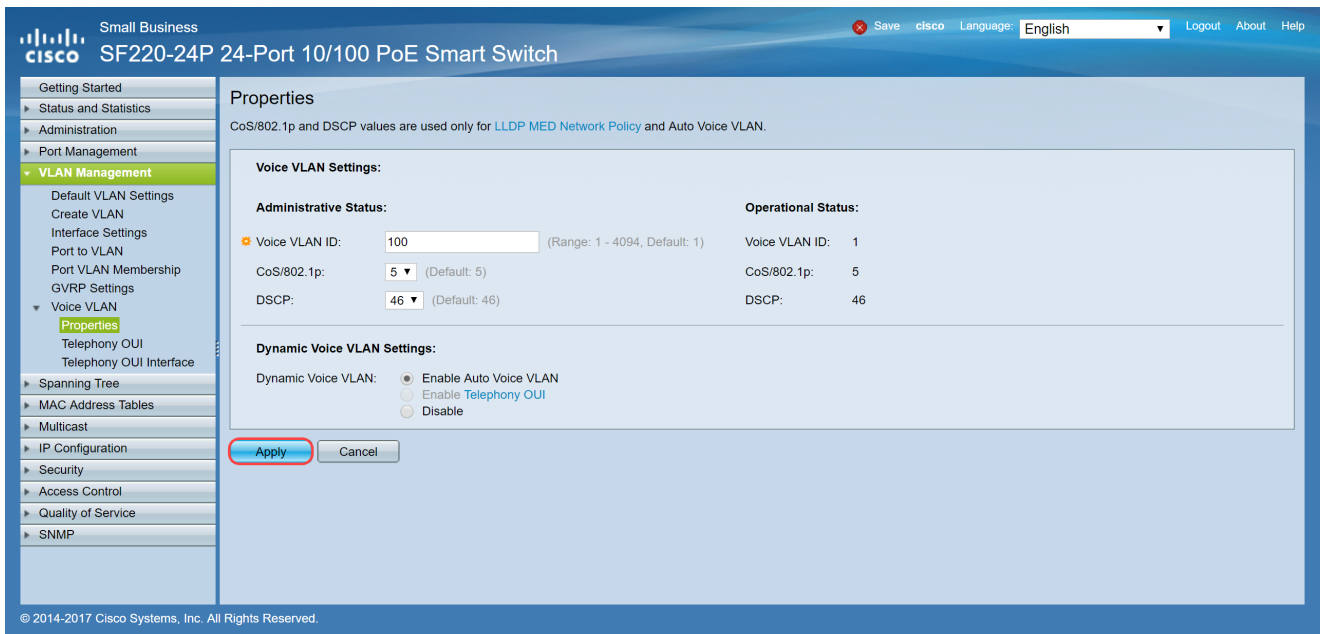 Small Business
cisco
SF220-24P 24-Port 10/100 PoE Smart Switch
Save cisco Language: English Logout About Help
Getting Started
Status and Statistics
Administration
Port Management
VLAN Management
Default VLAN Settings
Create VLAN
Interface Settings
Port to VLAN
Port VLAN Membership
GVRP Settings
Voice VLAN
Properties
Telephony OUI
Telephony OUI Interface
Spanning Tree
MAC Address Tables
Multicast
IP Configuration
Security
Access Control
Quality of Service
SNMP
Properties
CoS/802.1p and DSCP values are used only for LLDP MED Network Policy and Auto Voice VLAN.
Voice VLAN Settings:
Administrative Status: Operational Status:
Voice VLAN ID: 100 (Range: 1 - 4094, Default: 1) Voice VLAN ID: 1
CoS/802.1p: 5 (Default: 5) CoS/802.1p: 5
DSCP: 46 (Default: 46) DSCP: 46
Dynamic Voice VLAN Settings:
Dynamic Voice VLAN: Enable Auto Voice VLAN
Enable Telephony OUI
Disable
Apply Cancel
© 2014-2017 Cisco Systems, Inc. All Rights Reserved.